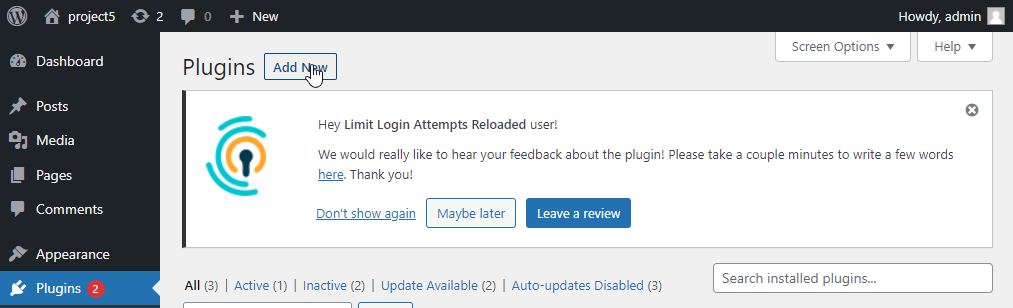 project5 2 0 + New Howdy, admin
Dashboard
Posts
Media
Pages
Comments
Appearance
Plugins 2
Screen Options Help
Plugins Add New
Hey Limit Login Attempts Reloaded user!
We would really like to hear your feedback about the plugin! Please take a couple minutes to write a few words
here. Thank you!
Don't show again Maybe later Leave a review
All (3) | Active (1) | Inactive (2) | Update Available (2) | Auto-updates Disabled (3)
Search installed plugins...